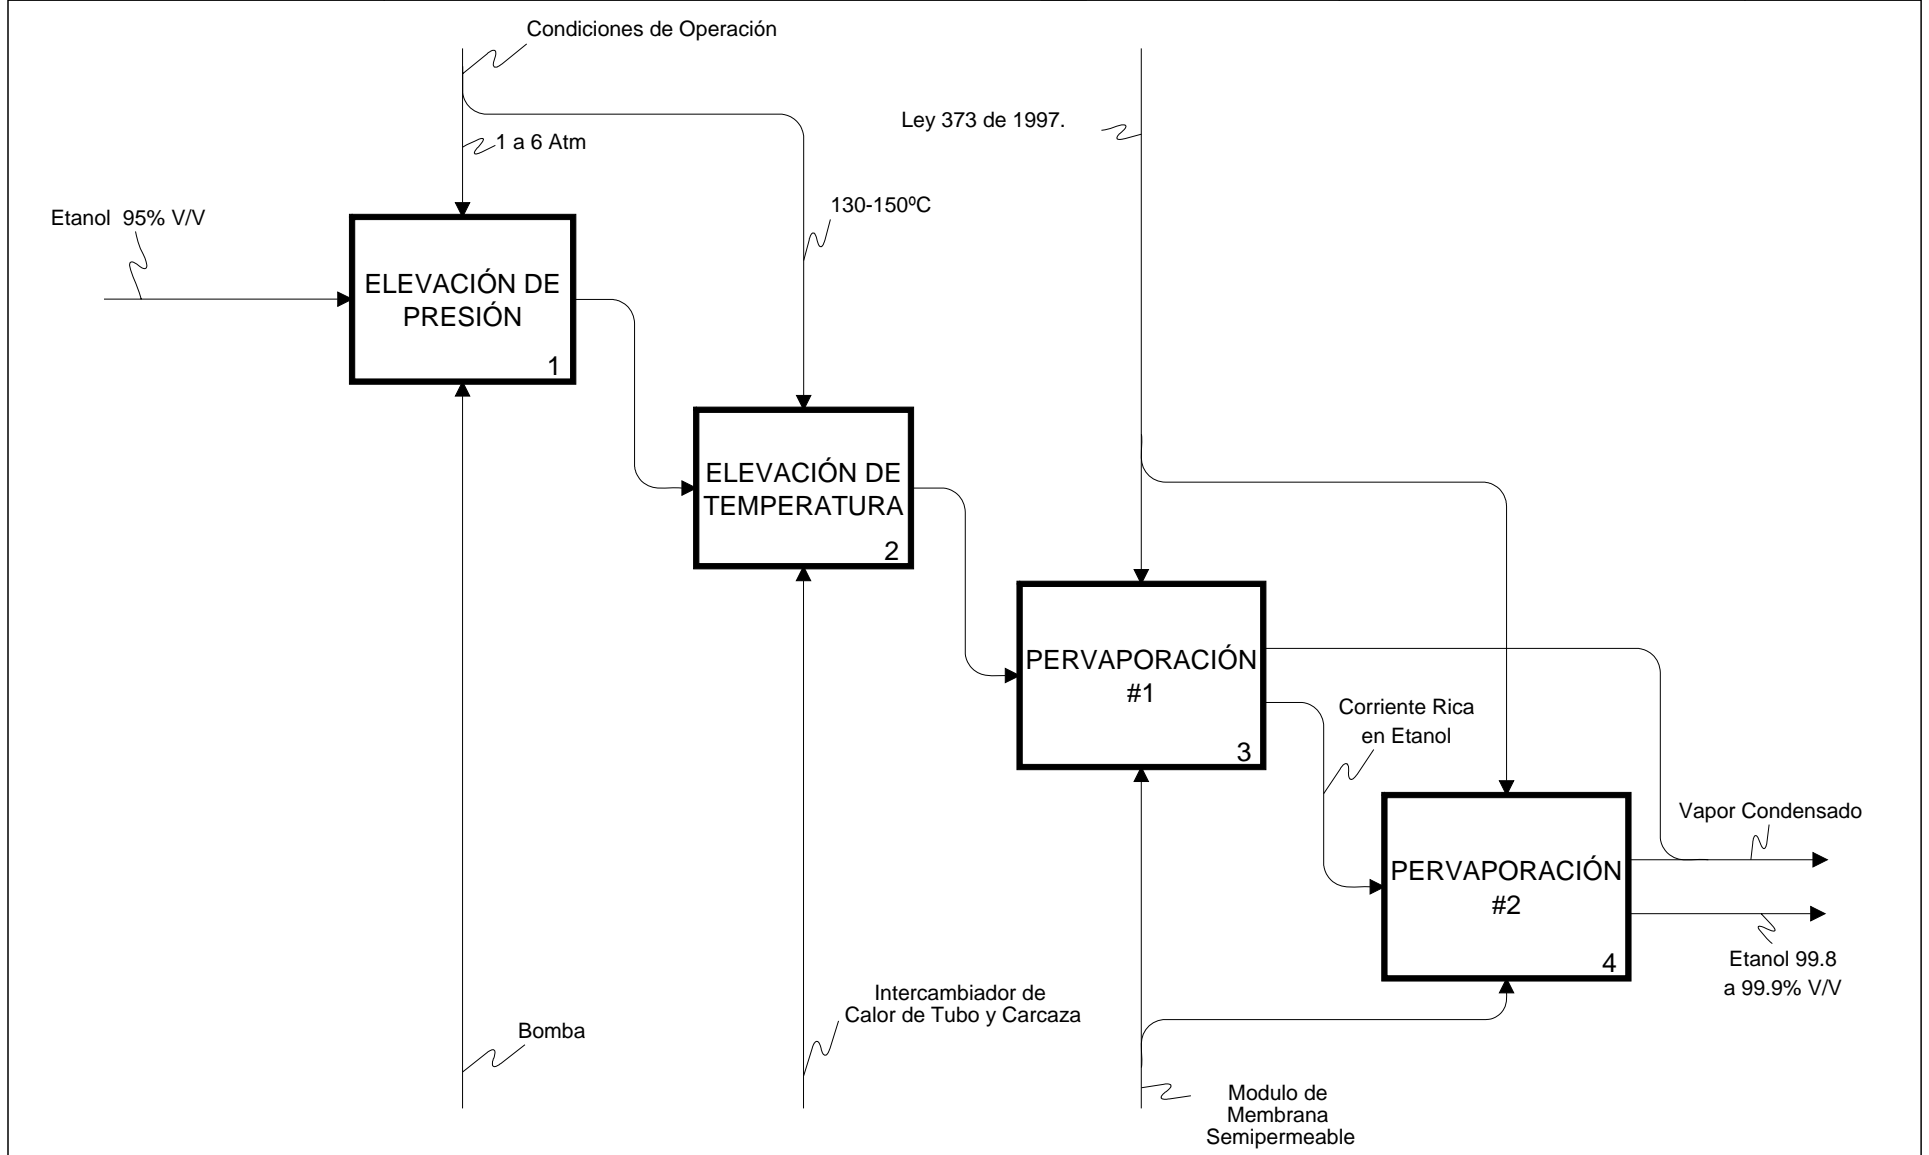 Condiciones de Operación
1 a 6 Atm
Ley 373 de 1997.
130-150ºC
Etanol  95% V/V
ELEVACIÓN DE
PRESIÓN
1
ELEVACIÓN DE
TEMPERATURA
2
PERVAPORACIÓN
#1
3
Corriente Rica
en Etanol
PERVAPORACIÓN
#2
4
Vapor Condensado
Etanol 99.8
a 99.9% V/V
Bomba
Intercambiador de
Calor de Tubo y Carcaza
Modulo de
Membrana
Semipermeable